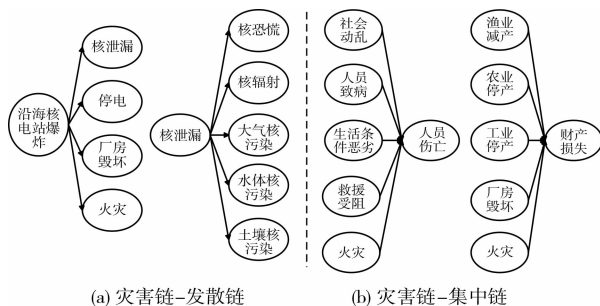 沿海核
电站爆
炸
核泄漏
停电
厂房
毁坏
火灾
核泄漏
核恐慌
核辐射
大气核
污染
水体核
污染
土壤核
污染
社会
动乱
人员
致病
生活条
件恶劣
救援
受阻
火灾
人员
伤亡
渔业
减产
农业
停产
工业
停产
厂房
毁坏
火灾
财产
损失
(a) 灾害链-发散链
(b) 灾害链-集中链